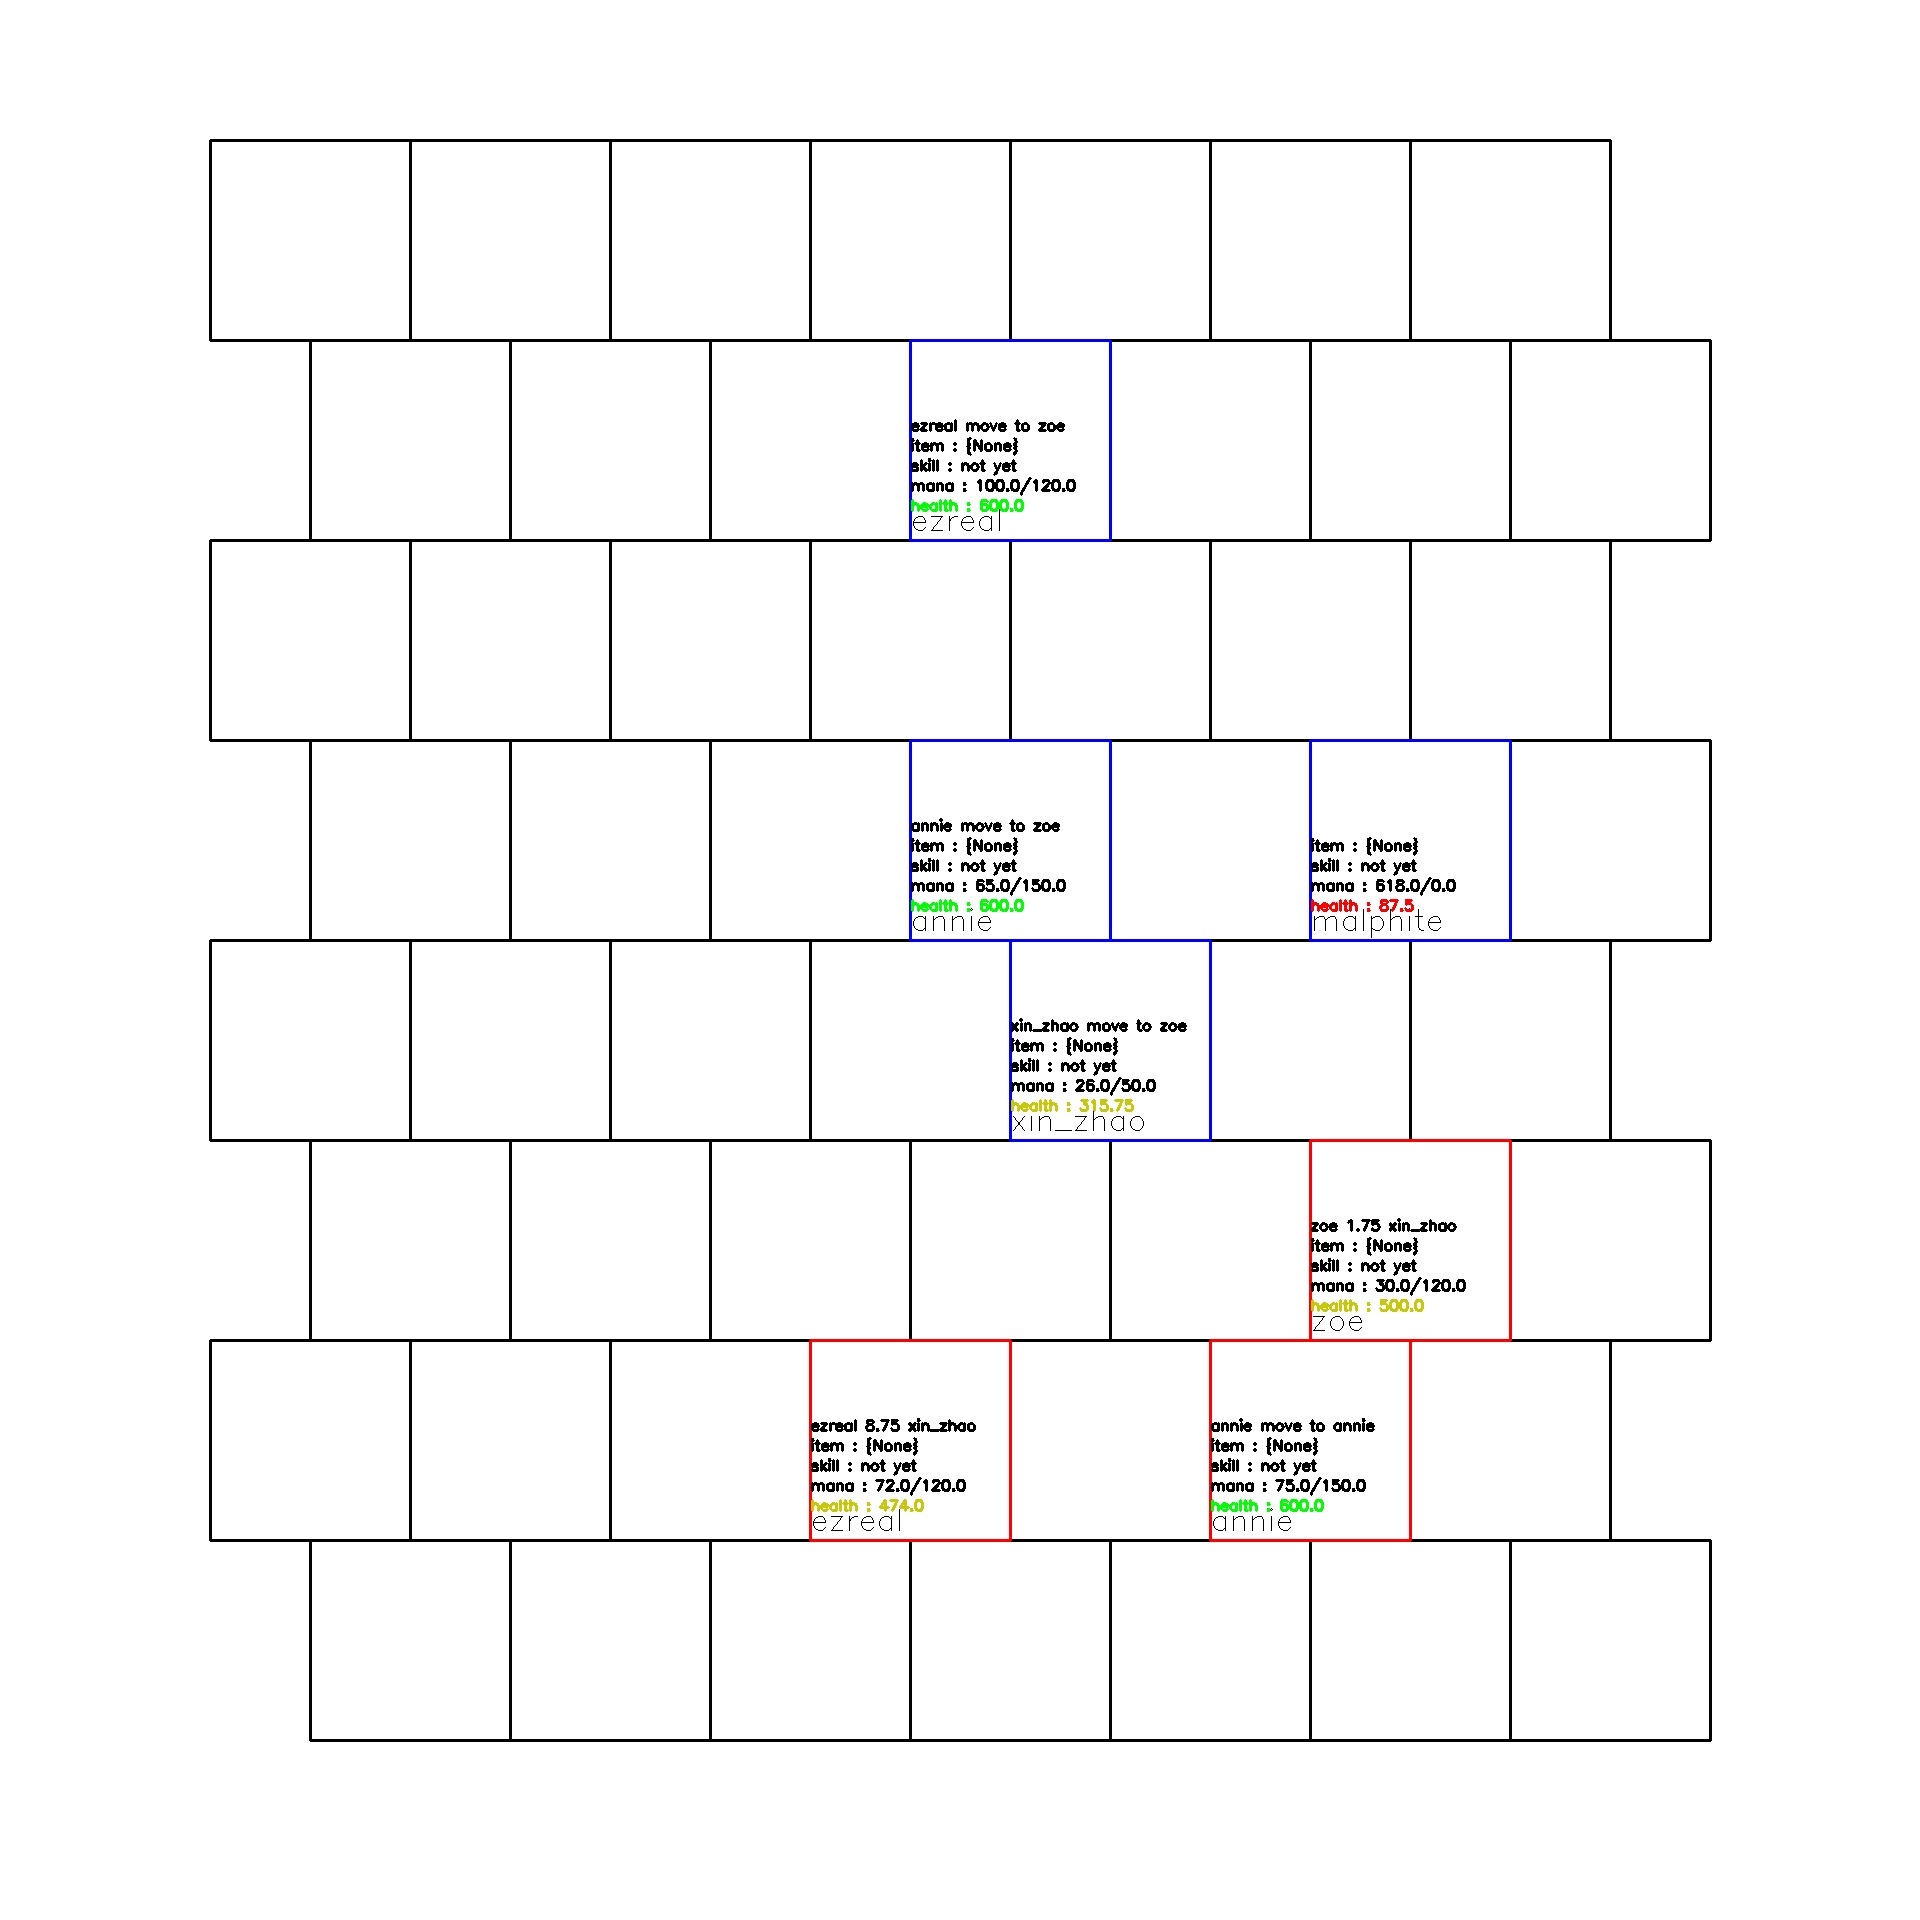 ezreal move to zoe
item : {None}
skill : not yet
mana : 100.0/120.0
health : 600.0
ezreal
annie move to zoe
item : {None}
skill : not yet
mana : 65.0/150.0
health : 600.0
annie
item : {None}
skill : not yet
mana : 618.0/0.0
health : 87.5
malphite
xin_zhao move to zoe
item : {None}
skill : not yet
mana : 26.0/50.0
health : 315.75
xin_zhao
zoe 1.75 xin_zhao
item : {None}
skill : not yet
mana : 30.0/120.0
health : 500.0
zoe
ezreal 8.75 xin_zhao
item : {None}
skill : not yet
mana : 72.0/120.0
health : 474.0
ezreal
annie move to annie
item : {None}
skill : not yet
mana : 75.0/150.0
health : 600.0
annie